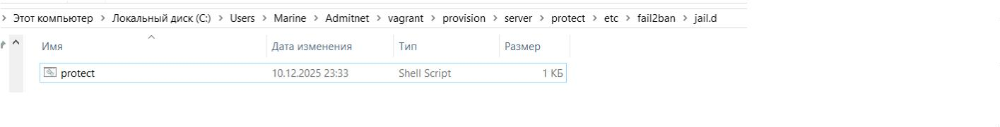 Этот компьютер > Локальный диск (C:) > Users > Marine > Admitnet > vagrant > provision > server > protect > etc > fail2ban > jail.d
Имя Дата изменения Тип Размер
protect 10.12.2025 23:33 Shell Script 1 КБ